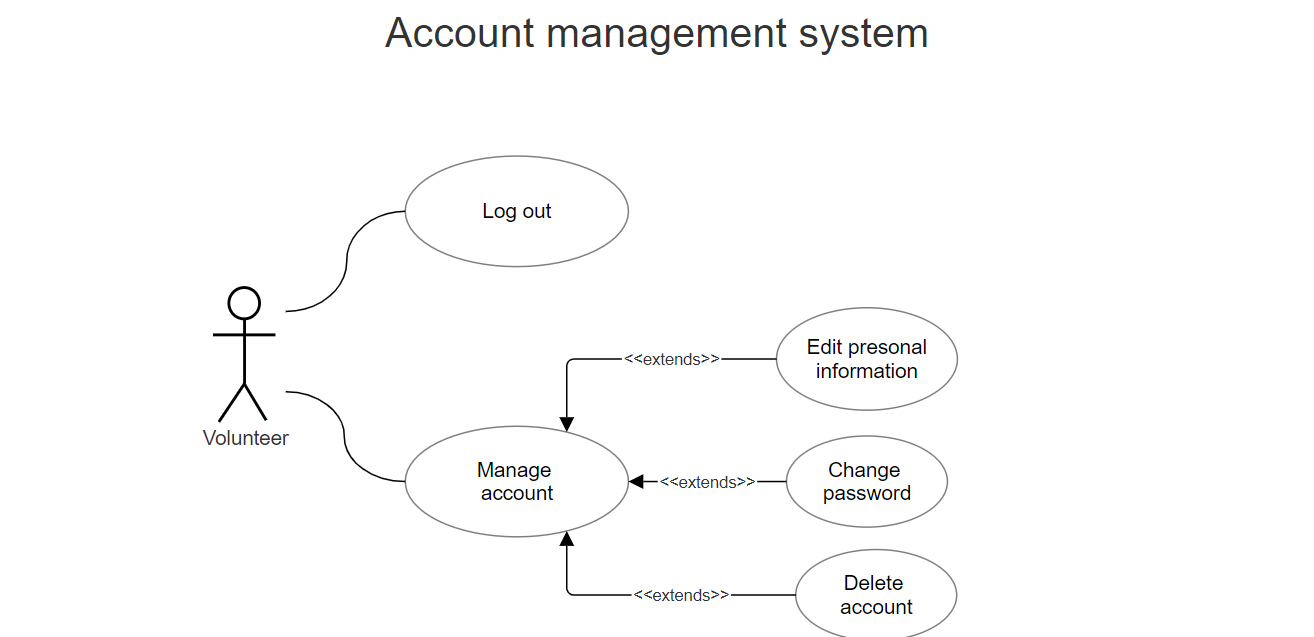 Account management system
Log out
Edit presonal
information
<<extends>>
Volunteer
Manage
account
<<extends>>
Change
password
<<extends>>
Delete
account